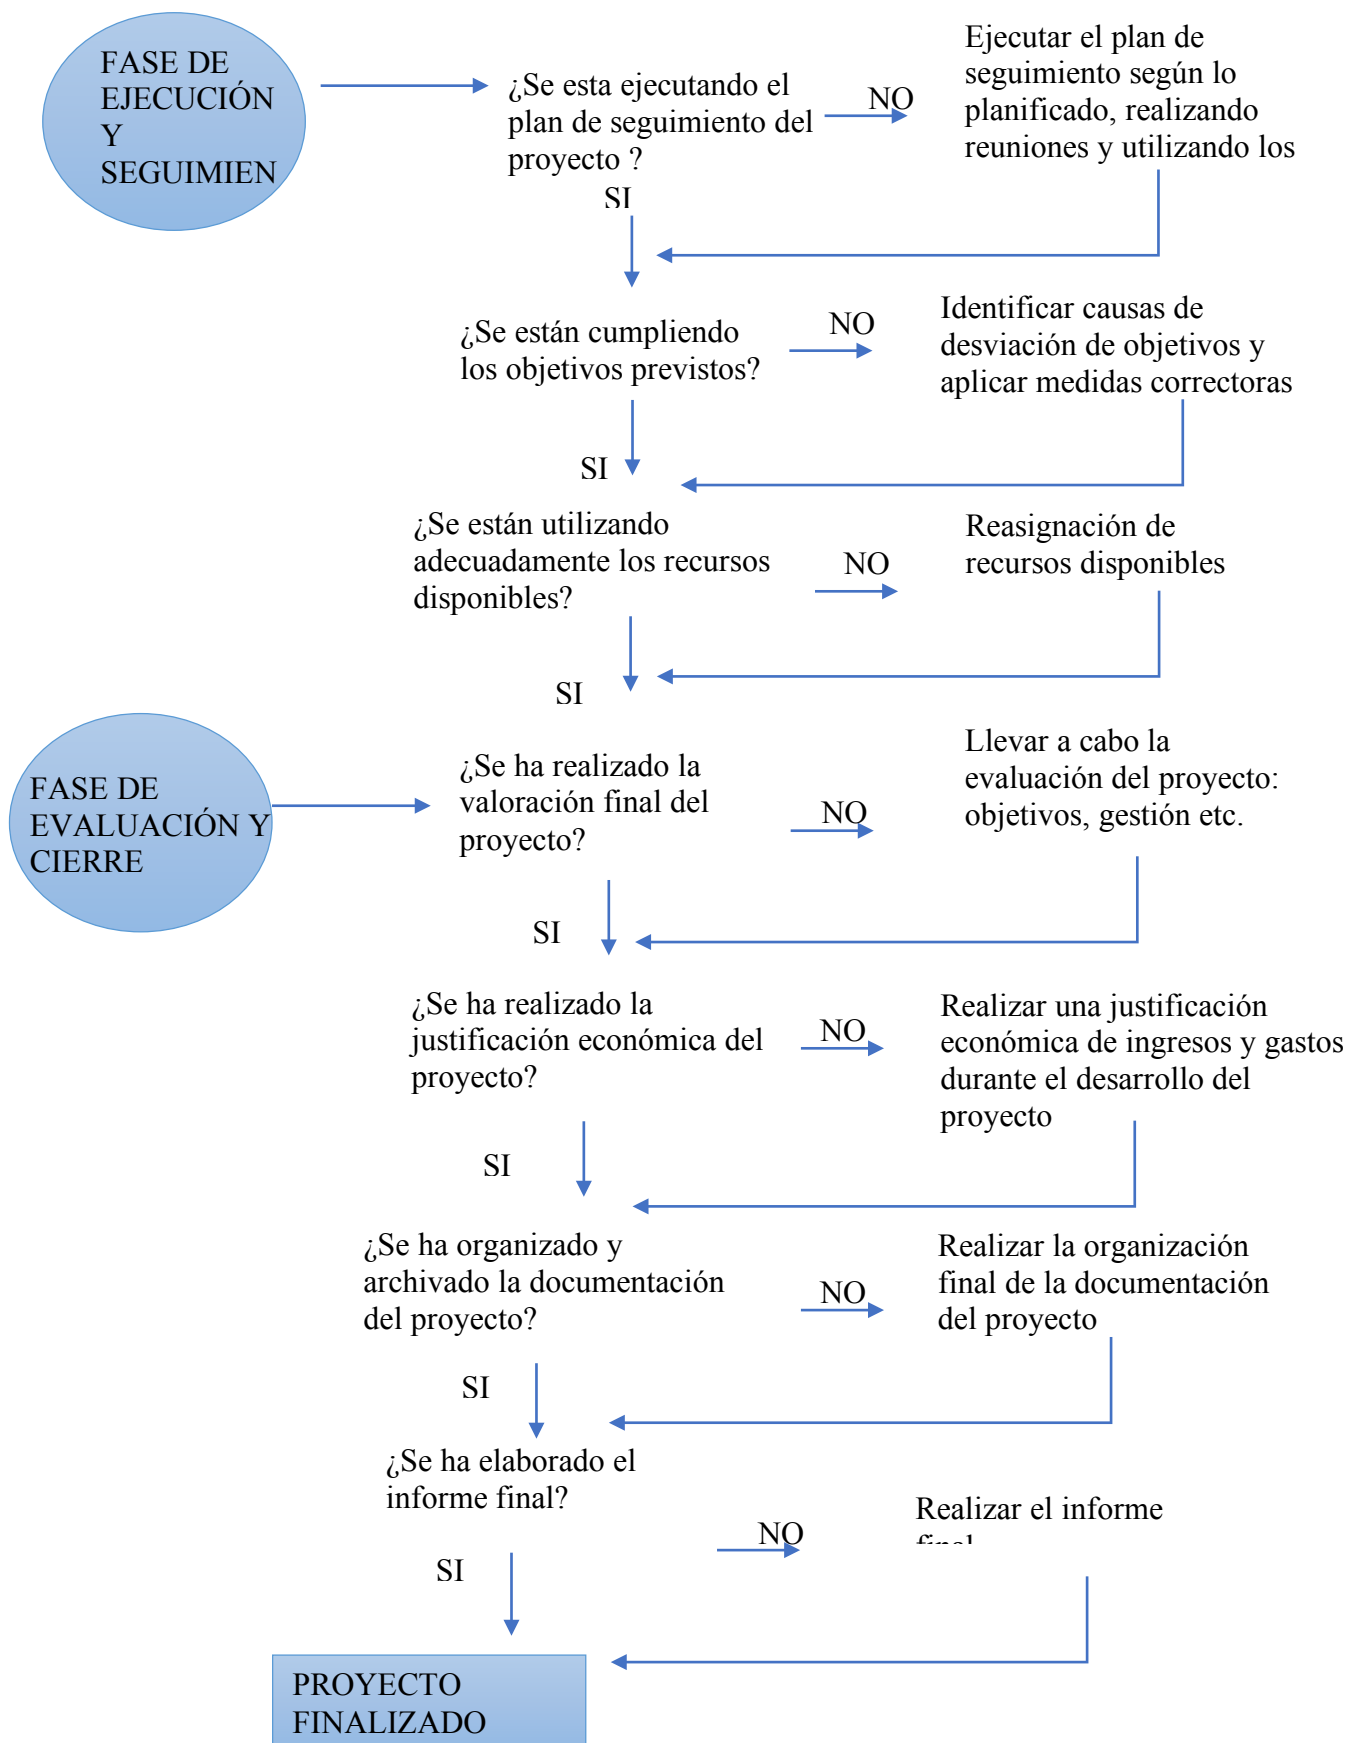 FASE DE
EJECUCIÓN
Y
SEGUIMIEN
¿Se esta ejecutando el
plan de seguimiento del
proyecto ?
NO
Ejecutar el plan de
seguimiento según lo
planificado, realizando
reuniones y utilizando los
SI
¿Se están cumpliendo
los objetivos previstos?
NO
Identificar causas de
desviación de objetivos y
aplicar medidas correctoras
SI
¿Se están utilizando
adecuadamente los recursos
disponibles?
NO
Reasignación de
recursos disponibles
SI
FASE DE
EVALUACIÓN Y
CIERRE
¿Se ha realizado la
valoración final del
proyecto?
NO
Llevar a cabo la
evaluación del proyecto:
objetivos, gestión etc.
SI
¿Se ha realizado la
justificación económica del
proyecto?
NO
Realizar una justificación
económica de ingresos y gastos
durante el desarrollo del
proyecto
SI
¿Se ha organizado y
archivado la documentación
del proyecto?
NO
Realizar la organización
final de la documentación
del proyecto
SI
¿Se ha elaborado el
informe final?
NO
Realizar el informe
final
SI
PROYECTO
FINALIZADO